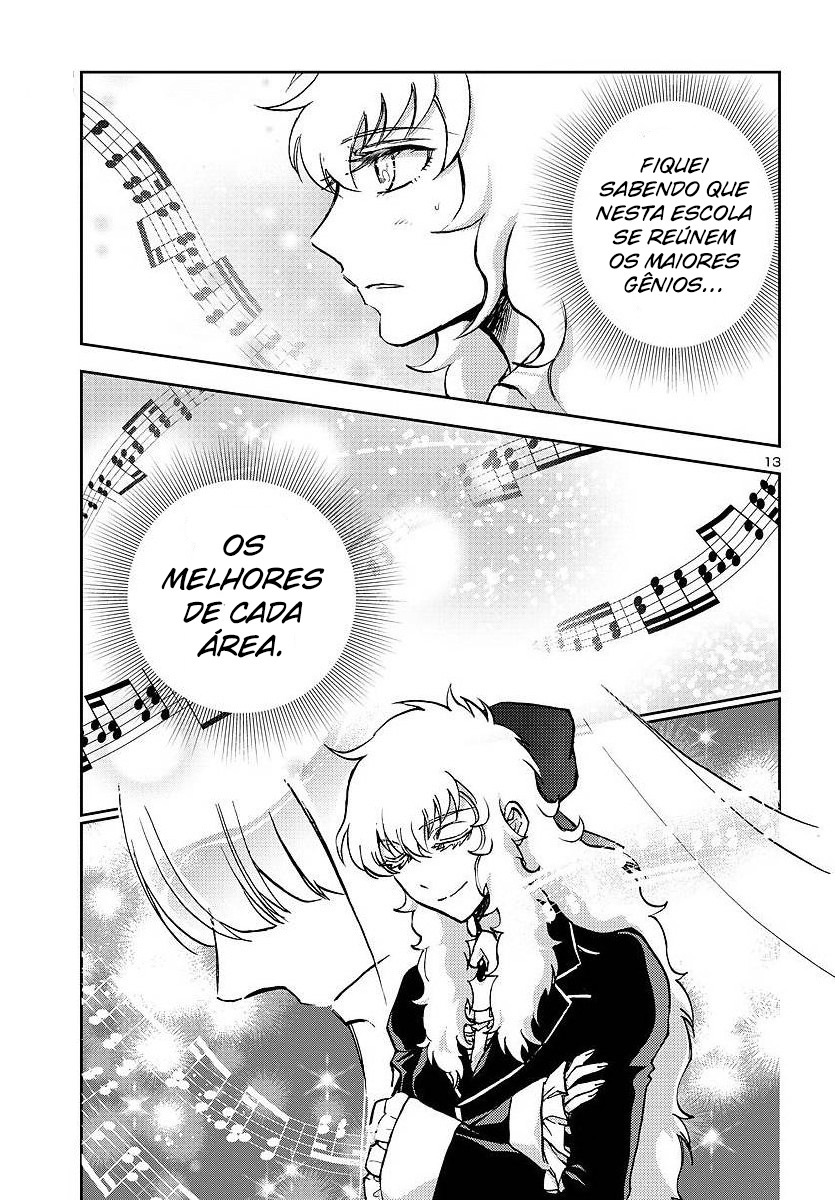 FIQUEI
SABENDO QUE
NESTA ESCOLA
SE REÚNEM
OS MAIORES
GÊNIOS...
13
OS
MELHORES
DE CADA
ÁREA.